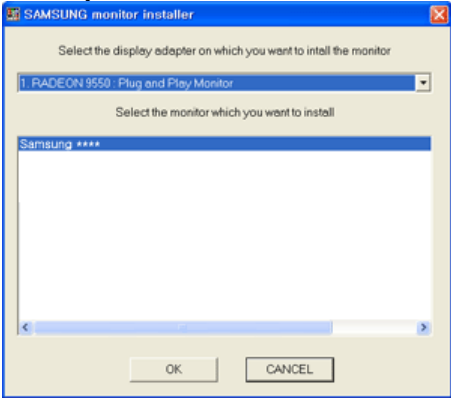 SAMSUNG monitor installer
Select the display adapter on which you want to intall the monitor
1. RADEON 9550 : Plug and Play Monitor
Select the monitor which you want to install
Samsung ****
OK
CANCEL